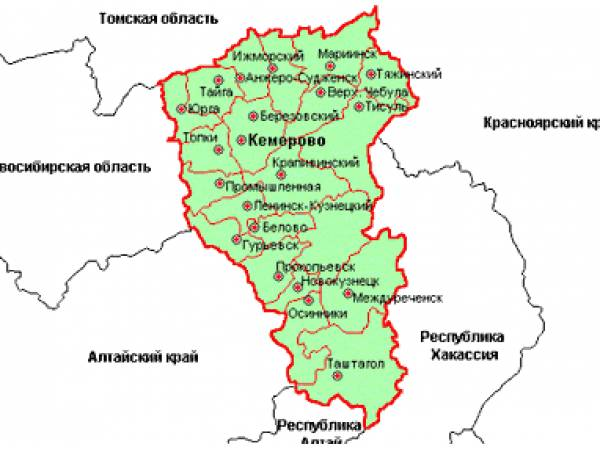 Томская область
Ижморский
Мариинск
Тайга
Анжеро-Судженск
Тяжинский
Верх. Чебула
Юрга
Тисуль
Березовский
Красноярский кр
Топки
Кемерово
овосибирская область
Крапивинский
Промышленная
Ленинск-Кузнецкий
Белово
Гурьевск
Прокопьевск
Новокузнецк
Междуреченск
Осинники
Республика
Хакассия
Алтайский край
Таштагол
Республика
Алтай